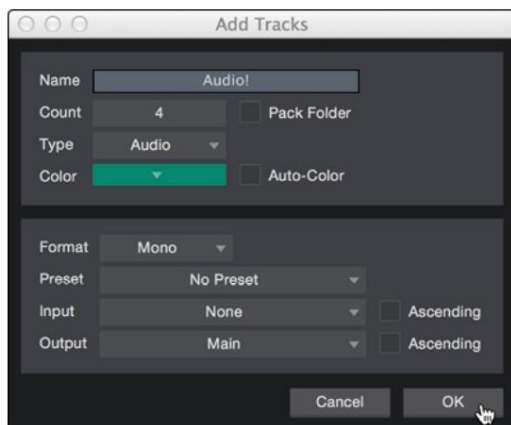 Add Tracks
Name Audio!
Count 4 Pack Folder
Type Audio
Color Auto-Color
Format Mono
Preset No Preset
Input None Ascending
Output Main Ascending
Cancel OK